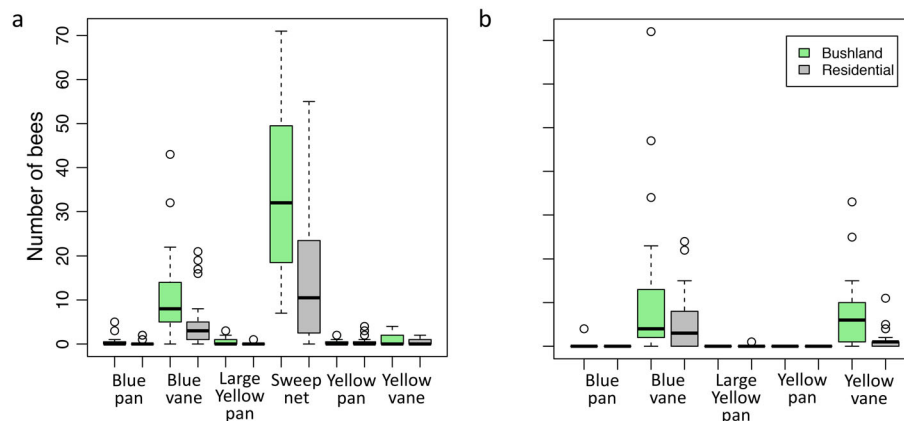 a
b
Number of bees
70
60
50
40
30
20
10
0
Bushland
Residential
Blue
pan
Blue
vane
Large
Yellow
pan
Sweep
net
Yellow
pan
Yellow
vane
Blue
pan
Blue
vane
Large
Yellow
pan
Yellow
pan
Yellow
vane